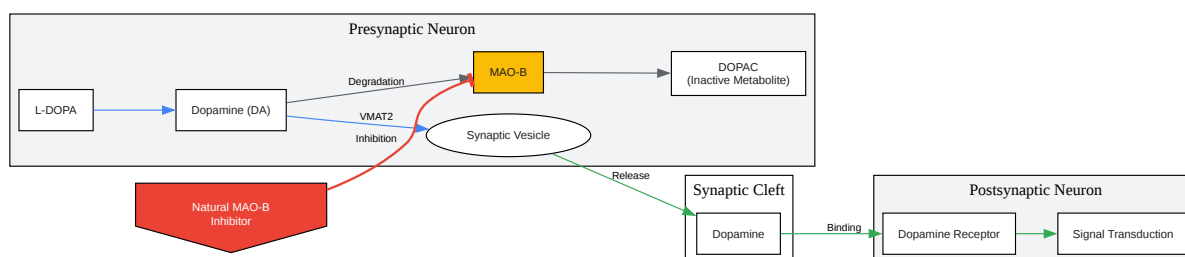 Presynaptic Neuron
L-DOPA
Dopamine (DA)
Degradation
MAO-B
DOPAC
(Inactive Metabolite)
VMAT2
Inhibition
Synaptic Vesicle
Natural MAO-B
Inhibitor
Release
Synaptic Cleft
Dopamine
Binding
Postsynaptic Neuron
Dopamine Receptor
Signal Transduction